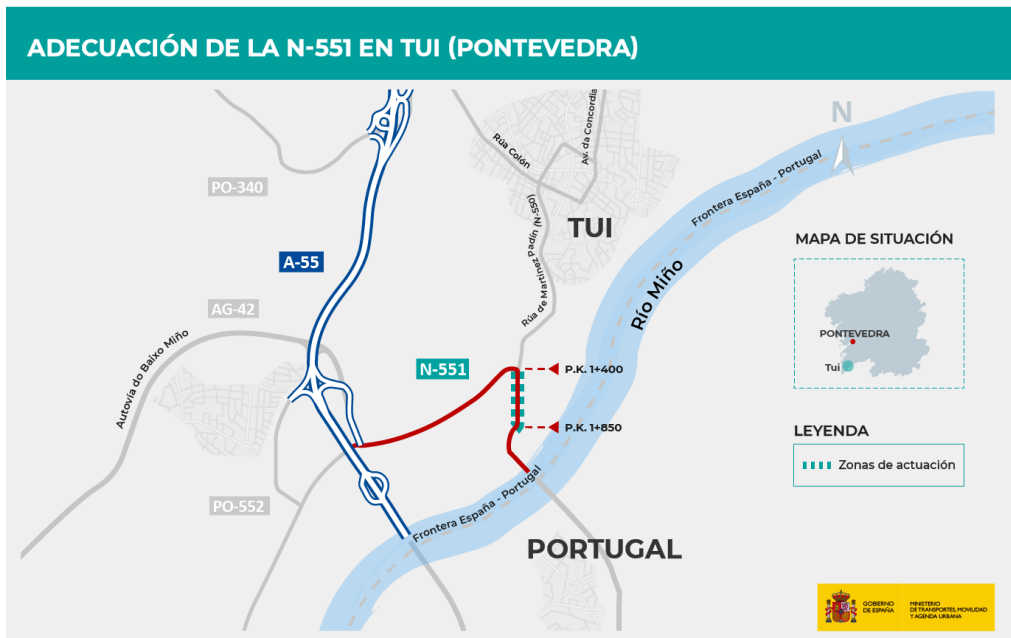 ADECUACIÓN DE LA N-551 EN TUI (PONTEVEDRA)
PO-340
Rúa Colón
Av. da Concordia
N
Frontera España - Portugal
TUI
A-55
Rúa de Martínez Padín (N-550)
Río Miño
MAPA DE SITUACIÓN
PONTEVEDRA
Tui
AG-42
Autovía do Baixo Miño
N-551
P.K. 1+400
P.K. 1+850
LEYENDA
Zonas de actuación
PO-552
Frontera España - Portugal
PORTUGAL
GOBIERNO
DE ESPAÑA
MINISTERIO
DE TRANSPORTES, MOVILIDAD
Y AGENDA URBANA